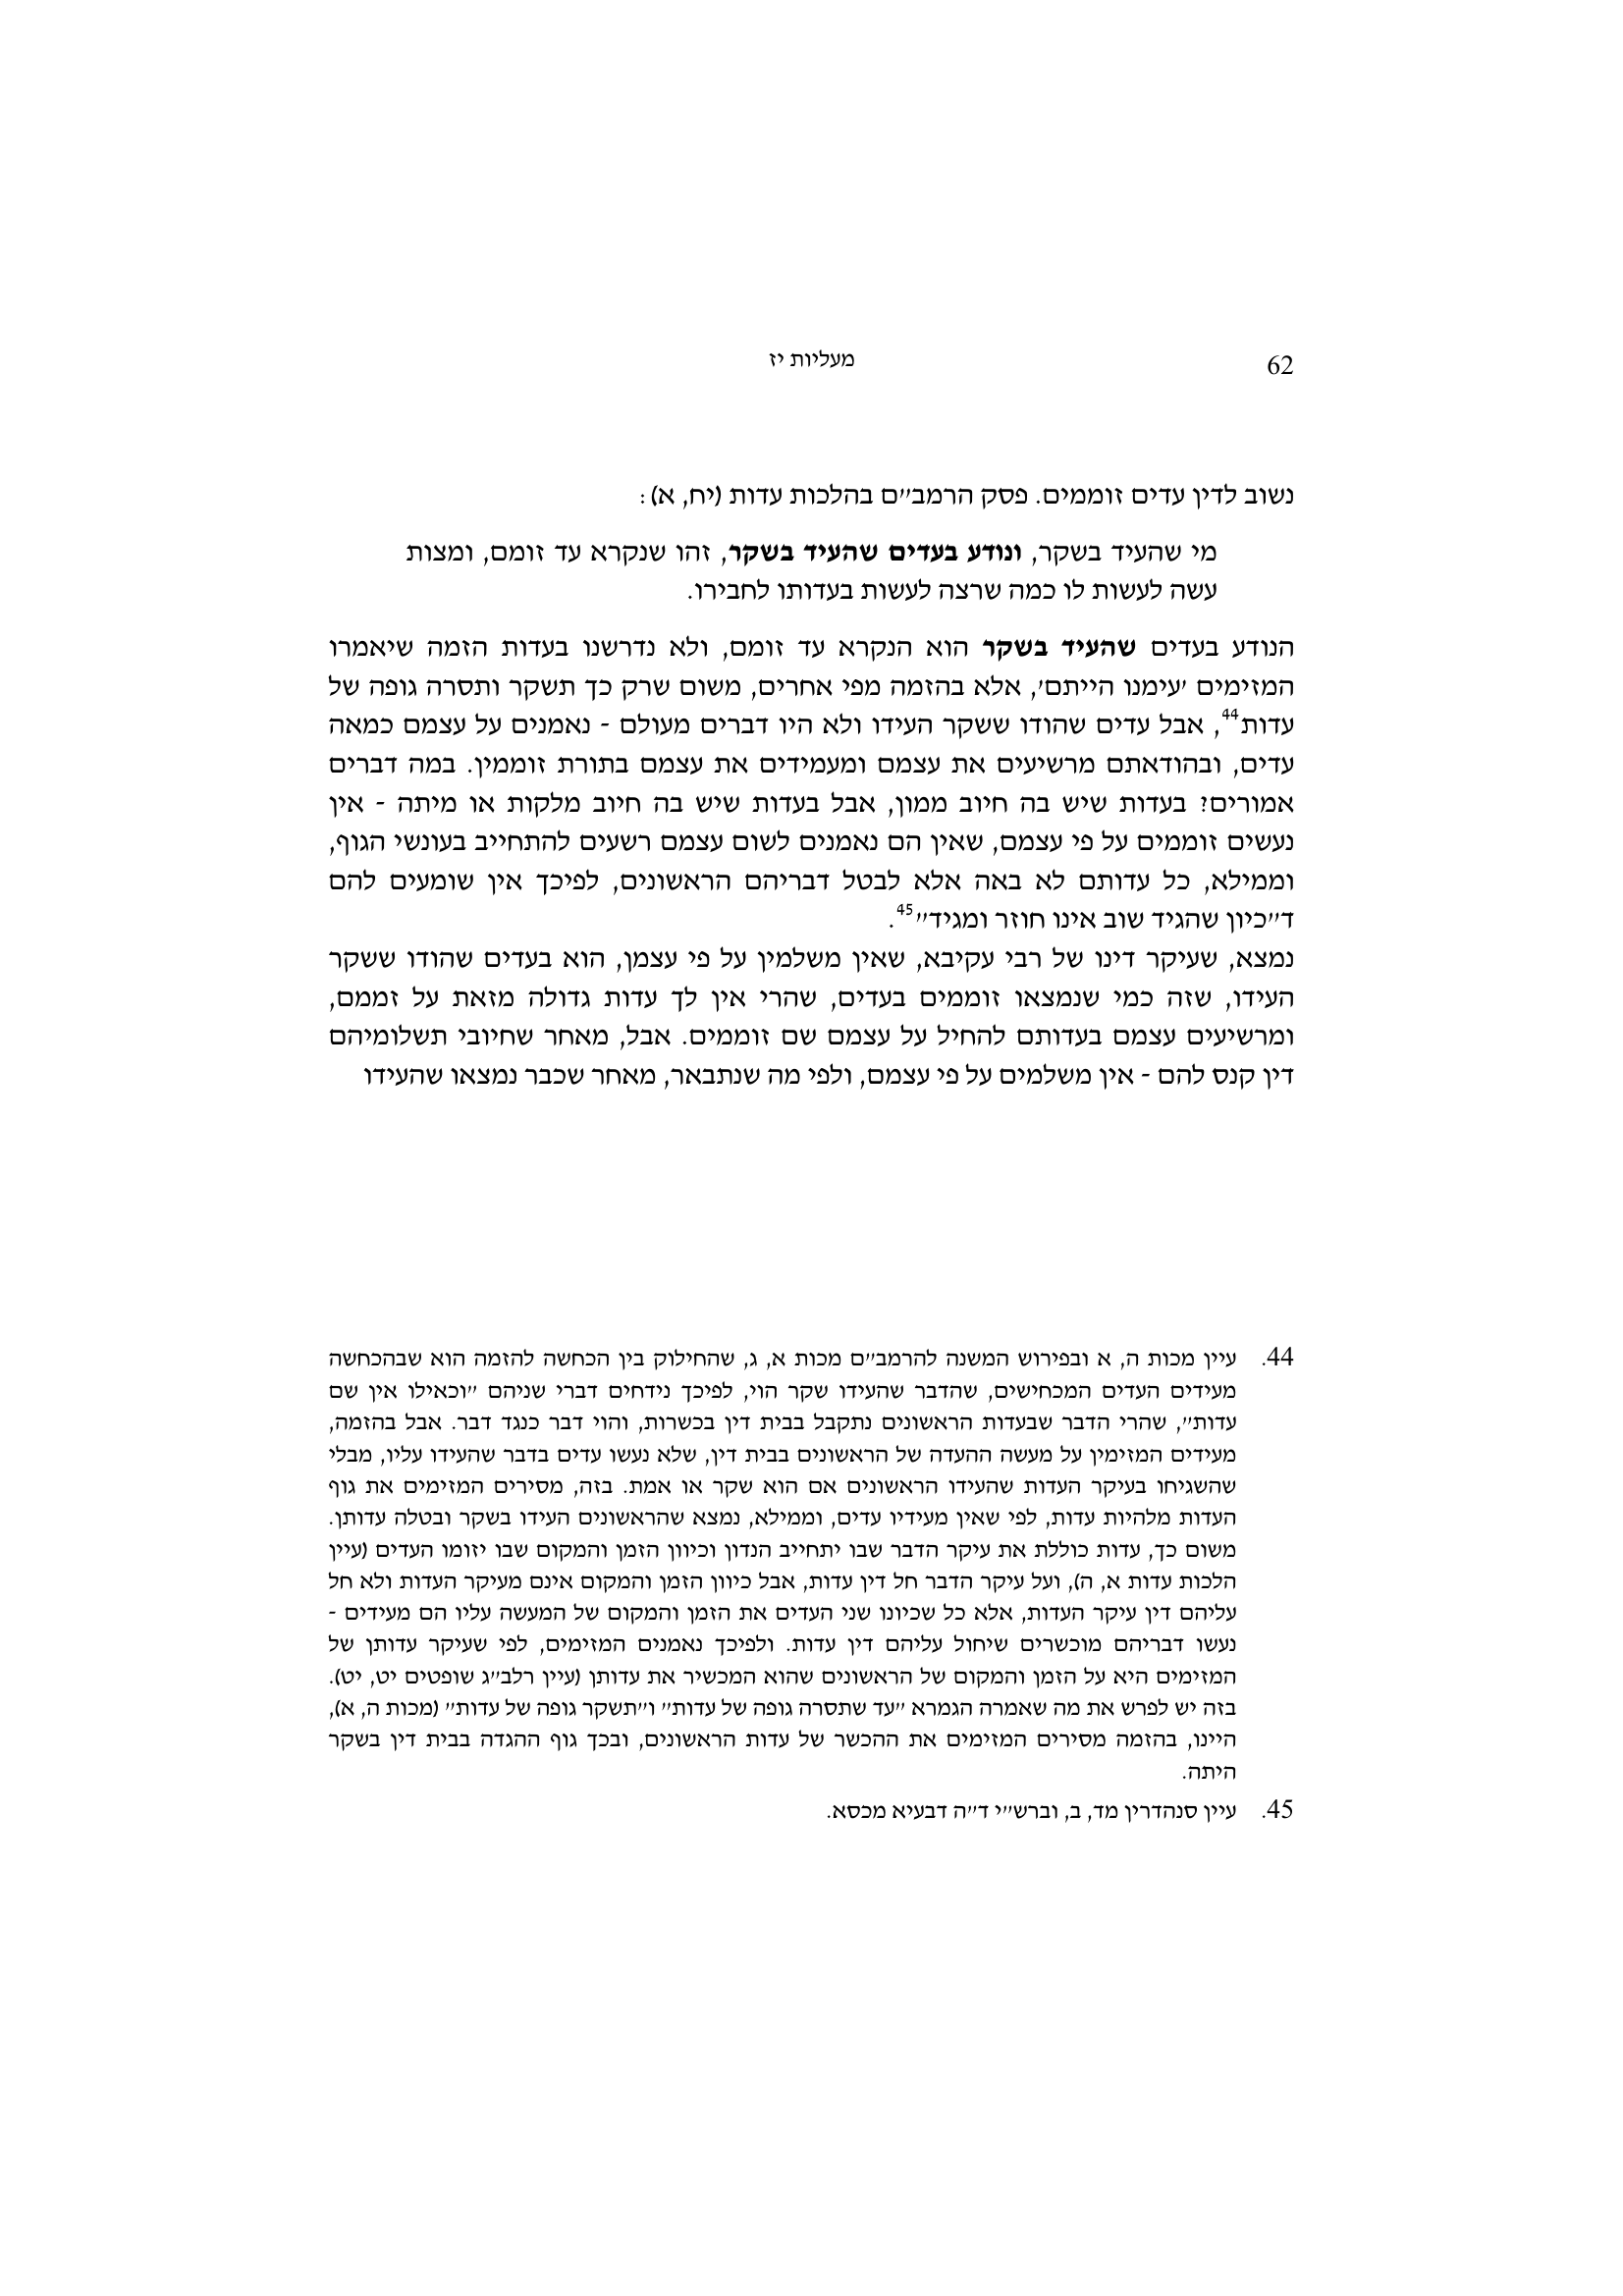 62
מעליות יז
נשוב לדין עדים זוממים. פסק הרמב״ם בהלכות עדות (יח, א):
מי שהעיד בשקר, ונודע בעדים שהעיד בשקר, זהו שנקרא עד זומם, ומצות
עשה לעשות לו כמה שרצה לעשות בעדותו לחבירו.
הנודע בעדים שהעיד בשקר הוא הנקרא עד זומם, ולא נדרשנו בעדות הזמה שיאמרו
המזימים ׳עימנו הייתם׳, אלא בהזמה מפי אחרים, משום שרק כך תשקר ותסרה גופה של
עדות44, אבל עדים שהודו ששקר העידו ולא היו דברים מעולם - נאמנים על עצמם כמאה
עדים, ובהודאתם מרשיעים את עצמם ומעמידים את עצמם בתורת זוממין. במה דברים
אמורים? בעדות שיש בה חיוב ממון, אבל בעדות שיש בה חיוב מלקות או מיתה - אין
נעשים זוממים על פי עצמם, שאין הם נאמנים לשום עצמם רשעים להתחייב בעונשי הגוף,
וממילא, כל עדותם לא באה אלא לבטל דבריהם הראשונים, לפיכך אין שומעים להם
ד״כיון שהגיד שוב אינו חוזר ומגיד״45.
נמצא, שעיקר דינו של רבי עקיבא, שאין משלמין על פי עצמן, הוא בעדים שהודו ששקר
העידו, שזה כמי שנמצאו זוממים בעדים, שהרי אין לך עדות גדולה מזאת על זממם,
ומרשיעים עצמם בעדותם להחיל על עצמם שם זוממים. אבל, מאחר שחיובי תשלומיהם
דין קנס להם - אין משלמים על פי עצמם, ולפי מה שנתבאר, מאחר שכבר נמצאו שהעידו
44. עיין מכות ה, א ובפירוש המשנה להרמב״ם מכות א, ג, שהחילוק בין הכחשה להזמה הוא שבהכחשה
מעידים העדים המכחישים, שהדבר שהעידו שקר הוי, לפיכך נידחים דברי שניהם ״וכאילו אין שם
עדות״, שהרי הדבר שבעדות הראשונים נתקבל בבית דין בכשרות, והוי דבר כנגד דבר. אבל בהזמה,
מעידים המזימין על מעשה ההעדה של הראשונים בבית דין, שלא נעשו עדים בדבר שהעידו עליו, מבלי
שהשגיחו בעיקר העדות שהעידו הראשונים אם הוא שקר או אמת. בזה, מסירים המזימים את גוף
העדות מלהיות עדות, לפי שאין מעידיו עדים, וממילא, נמצא שהראשונים העידו בשקר ובטלה עדותן.
משום כך, עדות כוללת את עיקר הדבר שבו יתחייב הנדון וכיוון הזמן והמקום שבו יזומו העדים (עיין
הלכות עדות א, ה), ועל עיקר הדבר חל דין עדות, אבל כיוון הזמן והמקום אינם מעיקר העדות ולא חל
עליהם דין עיקר העדות, אלא כל שכיונו שני העדים את הזמן והמקום של המעשה עליו הם מעידים -
נעשו דבריהם מוכשרים שיחול עליהם דין עדות. ולפיכך נאמנים המזימים, לפי שעיקר עדותן של
המזימים היא על הזמן והמקום של הראשונים שהוא המכשיר את עדותן (עיין רלב״ג שופטים יט, יט).
בזה יש לפרש את מה שאמרה הגמרא ״עד שתסרה גופה של עדות״ ו״תשקר גופה של עדות״ (מכות ה, א),
היינו, בהזמה מסירים המזימים את ההכשר של עדות הראשונים, ובכך גוף ההגדה בבית דין בשקר
היתה.
45. עיין סנהדרין מד, ב, וברש״י ד״ה דבעיא מכסא.